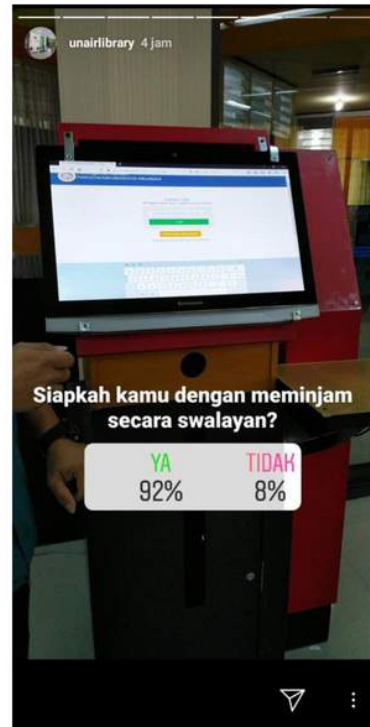 unairlibrary 4 jam
Siapkah kamu dengan meminjam
secara swalayan?
YA TIDAK
92% 8%